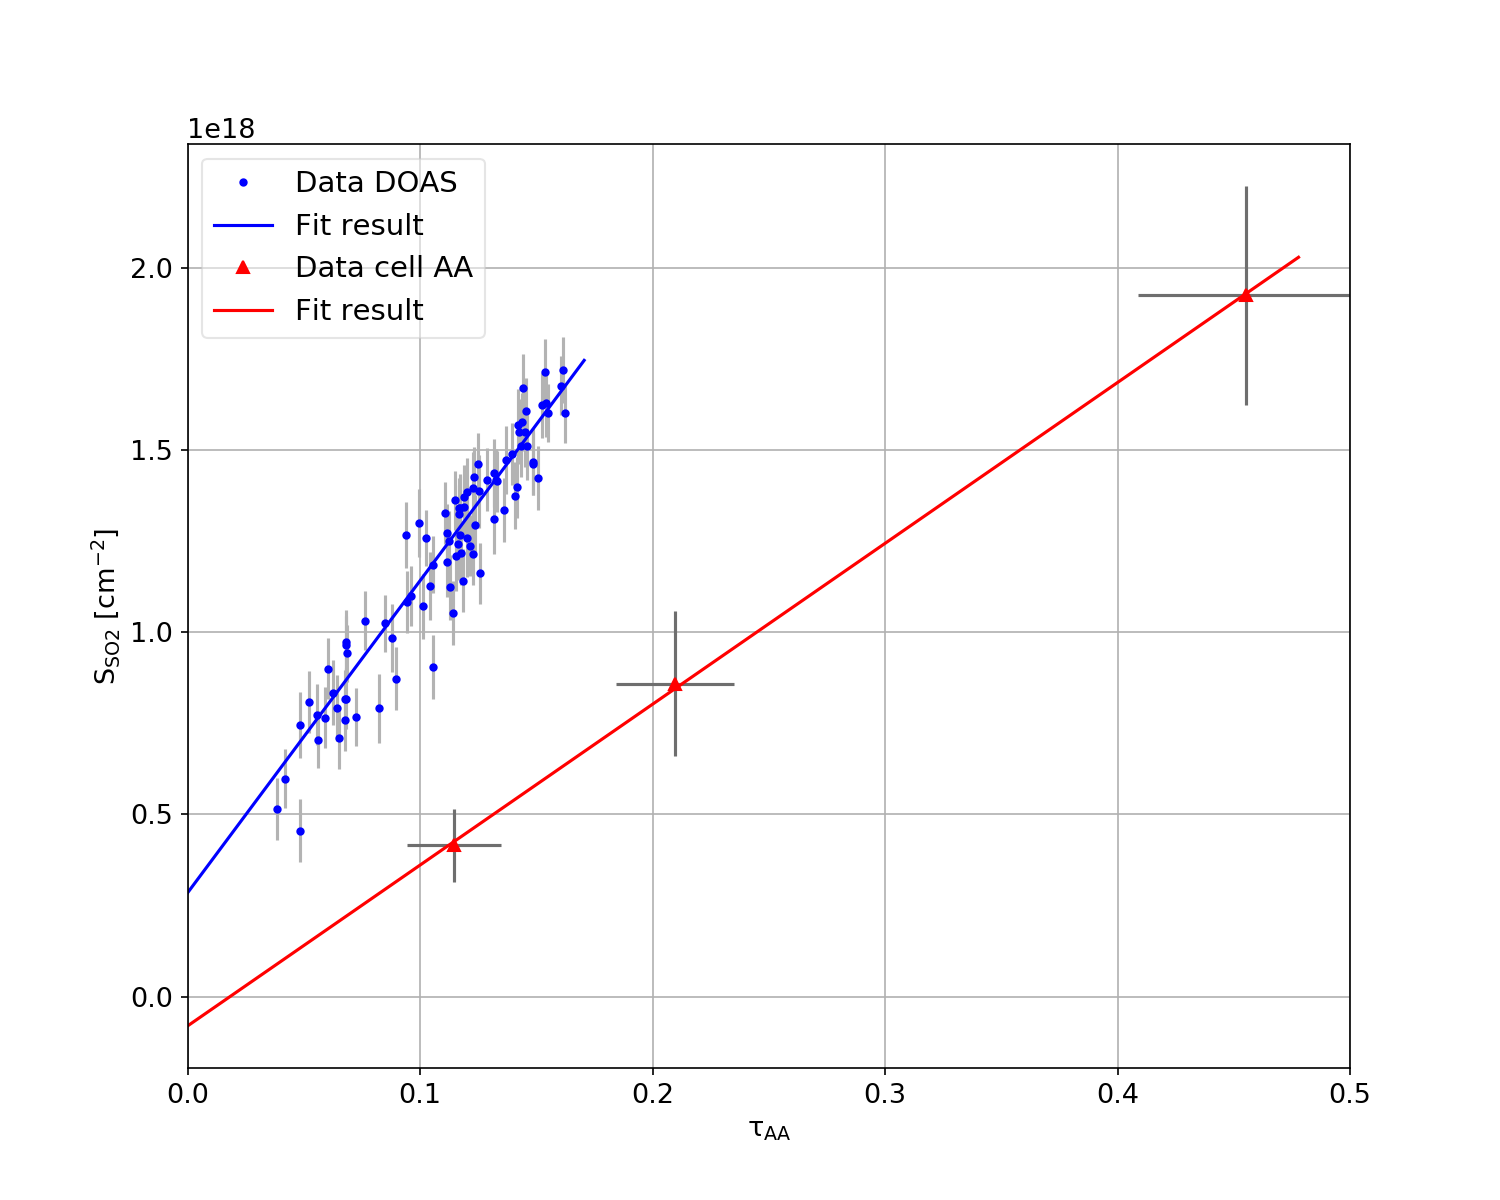 1e18
Data DOAS
Fit result
Data cell AA
Fit result
2.0
1.5
1.0
0.5
0.0
S_SO2 [cm⁻²]
0.0 0.1 0.2 0.3 0.4 0.5
τ_AA